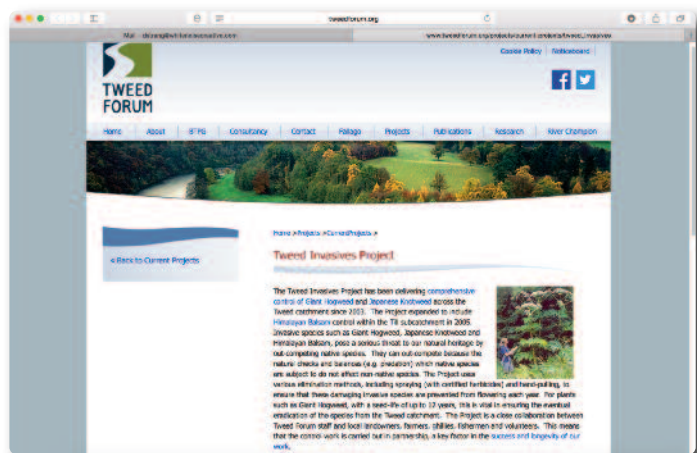 tweedforum.org
Mail
www.tweedforum.org/projects/current-projects/tweed_invasives
Cookie Policy
Noticeboard
TWEED
FORUM
Home
About
BTPG
Consultancy
Contact
Fallago
Projects
Publications
Research
River Champion
Home > Projects > CurrentProjects >
< Back to Current Projects
Tweed Invasives Project
The Tweed Invasives Project has been delivering comprehensive
control of Giant Hogweed and Japanese Knotweed across the
Tweed catchment since 2003. The Project expanded to include
Himalayan Balsam control within the Till subcatchment in 2005.
Invasive species such as Giant Hogweed, Japanese Knotweed and
Himalayan Balsam, pose a serious threat to our natural heritage by
out-competing native species. They can out-compete because the
natural checks and balances (e.g. predation) which native species
are subject to do not affect non-native species. The Project uses
various elimination methods, including spraying (with certified herbicides) and hand-pulling, to
ensure that these damaging invasive species are prevented from flowering each year. For plants
such as Giant Hogweed, with a seed-life of up to 12 years, this is vital in ensuring the eventual
eradication of the species from the Tweed catchment. The Project is a close collaboration between
Tweed Forum staff and local landowners, farmers, ghillies, fishermen and volunteers. This means
that the control work is carried out in partnership, a key factor in the success and longevity of our
work.